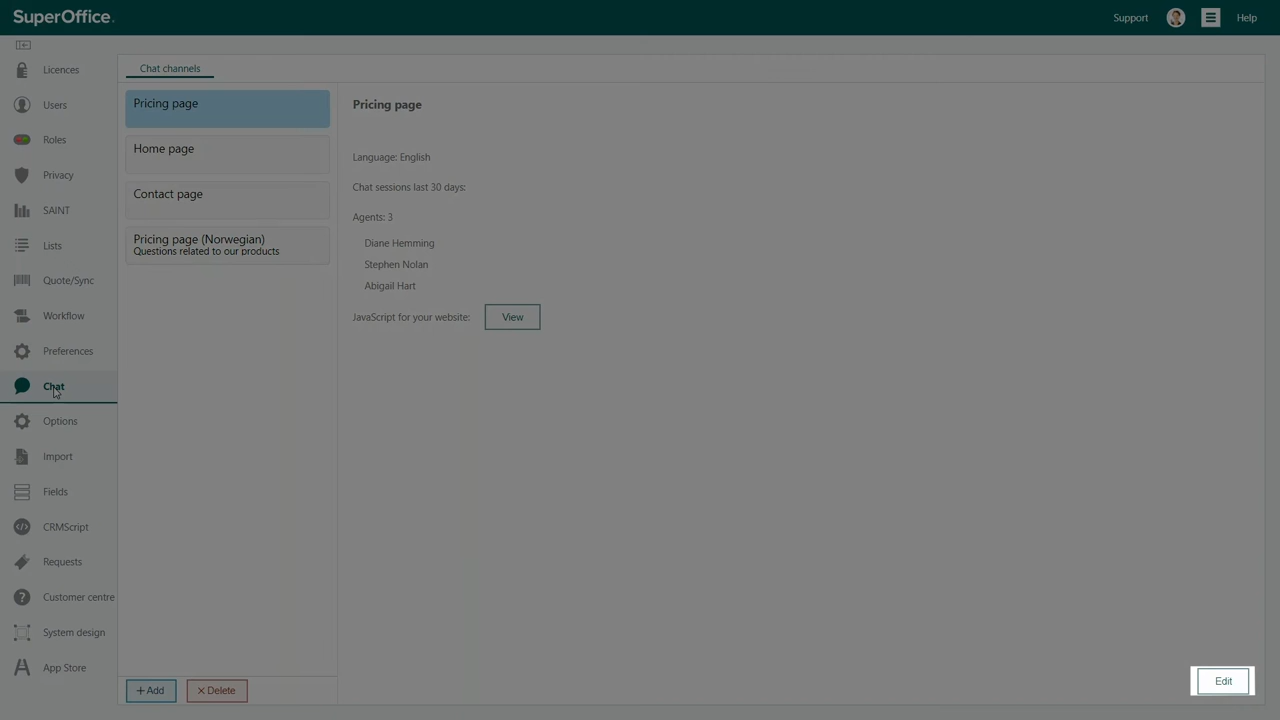 SuperOffice.
Support
Help
Licences
Users
Roles
Privacy
SAINT
Lists
Quote/Sync
Workflow
Preferences
Chat
Options
Import
Fields
CRMScript
Requests
Customer centre
System design
App Store
Chat channels
Pricing page
Home page
Contact page
Pricing page (Norwegian)
Questions related to our products
+ Add
× Delete
Pricing page
Language: English
Chat sessions last 30 days:
Agents: 3
Diane Hemming
Stephen Nolan
Abigail Hart
JavaScript for your website:
View
Edit